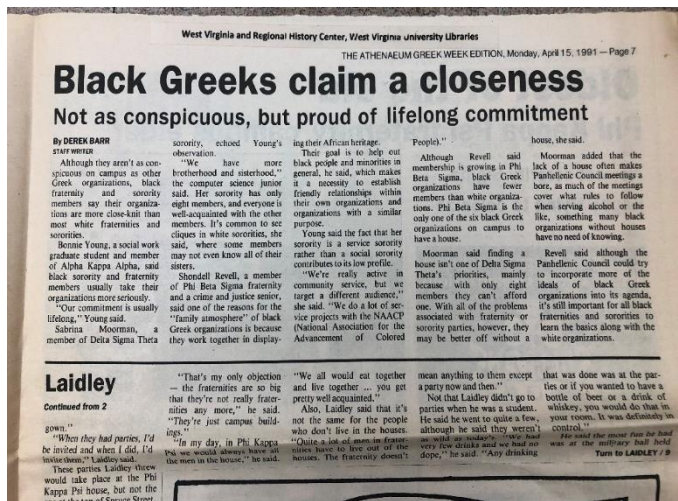 West Virginia and Regional History Center, West Virginia University Libraries
THE ATHENAEUM GREEK WEEK EDITION, Monday, April 15, 1991 — Page 7
Black Greeks claim a closeness
Not as conspicuous, but proud of lifelong commitment
By DEREK BARR
STAFF WRITER
Although they aren't as con-
spicuous on campus as other
Greek organizations, black
fraternity and sorority
members say their organiza-
tions are more close-knit than
most white fraternities and
sororities.
Bonnie Young, a social work
graduate student and member
of Alpha Kappa Alpha, said
black sorority and fraternity
members usually take their
organizations more seriously.
"Our commitment is usually
lifelong," Young said.
Sabrina Moorman, a
member of Delta Sigma Theta
sorority, echoed Young's
observation.
"We have more
brotherhood and sisterhood,"
the computer science junior
said. Her sorority has only
eight members, and everyone is
well-acquainted with the other
members. It's common to see
cliques in white sororities, she
said, where some members
may not even know all of their
sisters.
Shondell Revell, a member
of Phi Beta Sigma fraternity
and a crime and justice senior,
said one of the reasons for the
"family atmosphere" of black
Greek organizations is because
they work together in display-
ing their African heritage.
Their goal is to help out
black people and minorities in
general, he said, which makes
it a necessity to establish
friendly relationships within
their own organizations and
organizations with a similar
purpose.
Young said the fact that her
sorority is a service sorority
rather than a social sorority
contributes to its low profile.
"We're really active in
community service, but we
target a different audience,"
she said. "We do a lot of ser-
vice projects with the NAACP
(National Association for the
Advancement of Colored
People)."
Although Revell said
membership is growing in Phi
Beta Sigma, black Greek
organizations have fewer
members than white organiza-
tions. Phi Beta Sigma is the
only one of the six black Greek
organizations on campus to
have a house.
Moorman said finding a
house isn't one of Delta Sigma
Theta's priorities, mainly
because with only eight
members they can't afford
one. With all of the problems
associated with fraternity or
sorority parties, however, they
may be better off without a
house, she said.
Moorman added that the
lack of a house often makes
Panhellenic Council meetings a
bore, as much of the meetings
cover what rules to follow
when serving alcohol or the
like, something many black
organizations without houses
have no need of knowing.
Revell said although the
Panhellenic Council could try
to incorporate more of the
ideals of black Greek
organizations into its agenda,
it's still important for all black
fraternities and sororities to
learn the basics along with the
white organizations.
Laidley
Continued from 2
gown."
"When they had parties, I'd
be invited and when I did, I'd
invite them," Laidley said.
These parties Laidley threw
would take place at the Phi
Kappa Psi house, but not the
"That's my only objection
— the fraternities are so big
that they're not really frater-
nities any more," he said.
"They're just campus build-
ings."
"In my day, in Phi Kappa
Psi we would always have all
the men in the house," he said.
"We all would eat together
and live together ... you get
pretty well acquainted."
Also, Laidley said that it's
not the same for the people
who don't live in the houses.
"Quite a lot of men in frater-
nities have to live out of the
houses. The fraternity doesn't
mean anything to them except
a party now and then."
Not that Laidley didn't go to
parties when he was a student.
He said he went to quite a few,
although he said they weren't
as wild as today's. "We had
very few drinks and we had no
dope," he said. "Any drinking
that was done was at the par-
ties or if you wanted to have a
bottle of beer or a drink of
whiskey, you would do that in
your room. It was definitely in
control."
He said the most fun he had
was at the military ball held
Turn to LAIDLEY / 9